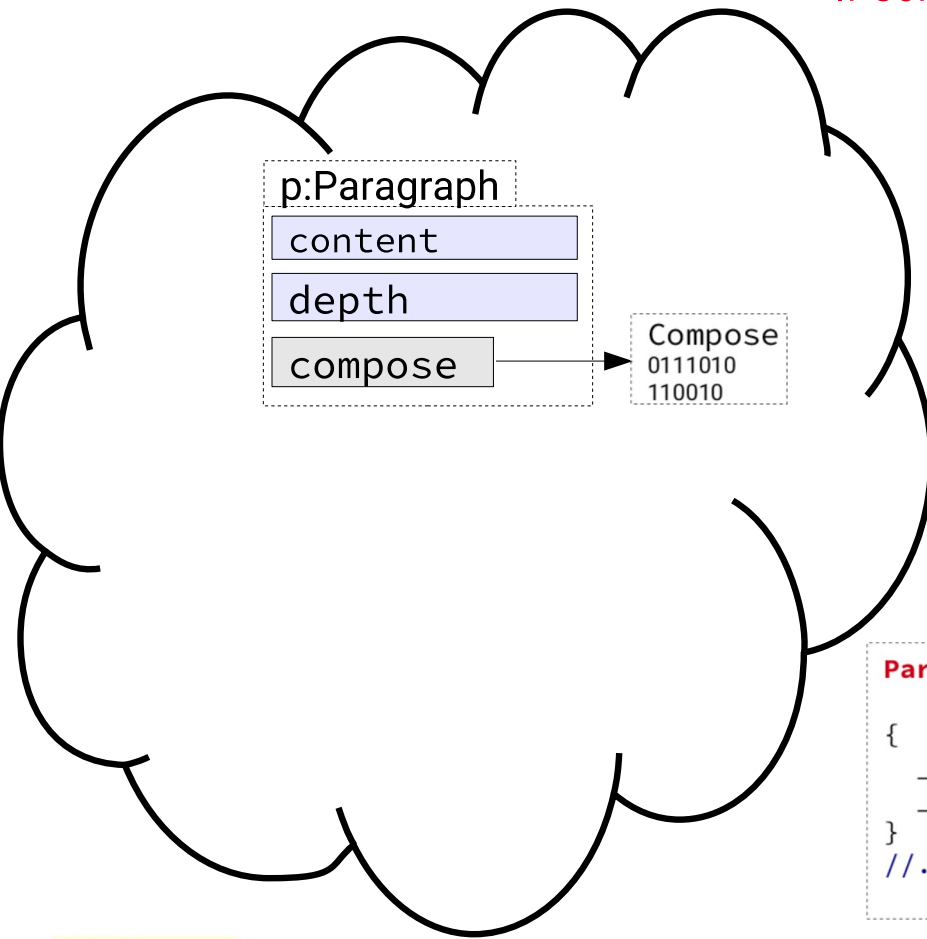 p:Paragraph
content
depth
compose
Compose
0111010
110010
Par
{
_
_
}
//.